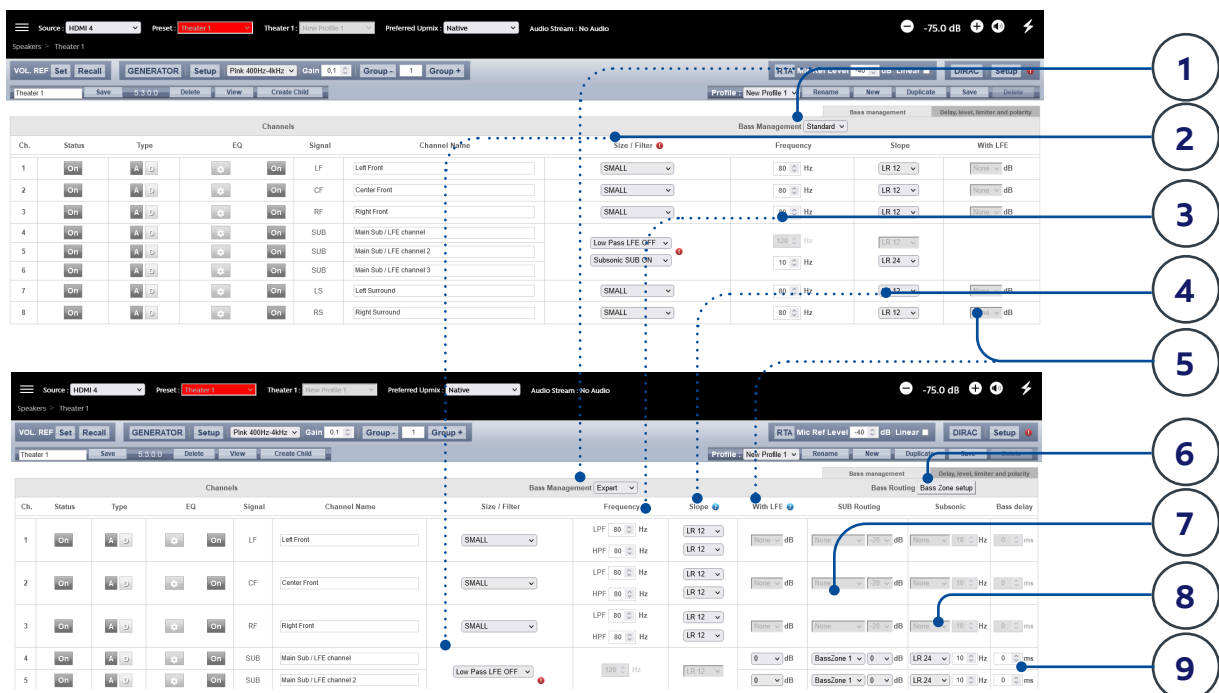 Source : HDMI 4 Preset : Theater 1 Theater 1 : New Profile 1 Preferred Upmix : Native Audio Stream : No Audio -75.0 dB
Speakers > Theater 1
VOL. REF Set Recall GENERATOR Setup Pink 400Hz-4kHz Gain 0,1 Group - 1 Group + RTA Mic Ref Level -40 dB Linear DIRAC Setup
Theater 1 Save 5.3.0.0 Delete View Create Child Profile : New Profile 1 Rename New Duplicate Save Delete
Bass management Delay, level, limiter and polarity
Channels Bass Management Standard
Ch. Status Type EQ Signal Channel Name Size / Filter Frequency Slope With LFE
1 On A D On LF Left Front SMALL 80 Hz LR 12 None dB
2 On A D On CF Center Front SMALL 80 Hz LR 12 None dB
3 On A D On RF Right Front SMALL 80 Hz LR 12 None dB
4 On A D On SUB Main Sub / LFE channel
Low Pass LFE OFF 120 Hz LR 12
5 On A D On SUB Main Sub / LFE channel 2
Subsonic SUB ON 10 Hz LR 24
6 On A D On SUB Main Sub / LFE channel 3
7 On A D On LS Left Surround SMALL 80 Hz LR 12 None dB
8 On A D On RS Right Surround SMALL 80 Hz LR 12 None dB
1
2
3
4
5
Source : HDMI 4 Preset : Theater 1 Theater 1 : New Profile 1 Preferred Upmix : Native Audio Stream : No Audio -75.0 dB
Speakers > Theater 1
VOL. REF Set Recall GENERATOR Setup Pink 400Hz-4kHz Gain 0,1 Group - 1 Group + RTA Mic Ref Level -40 dB Linear DIRAC Setup
Theater 1 Save 5.3.0.0 Delete View Create Child Profile : New Profile 1 Rename New Duplicate Save Delete
Bass management Delay, level, limiter and polarity
Channels Bass Management Expert Bass Routing Bass Zone setup
Ch. Status Type EQ Signal Channel Name Size / Filter Frequency Slope With LFE SUB Routing Subsonic Bass delay
LPF 80 Hz LR 12
1 On A D On LF Left Front SMALL None dB None -20 dB None 10 Hz 0 ms
HPF 80 Hz LR 12
LPF 80 Hz LR 12
2 On A D On CF Center Front SMALL None dB None -20 dB None 10 Hz 0 ms
HPF 80 Hz LR 12
LPF 80 Hz LR 12
3 On A D On RF Right Front SMALL None dB None -20 dB None 10 Hz 0 ms
HPF 80 Hz LR 12
4 On A D On SUB Main Sub / LFE channel 0 dB BassZone 1 0 dB LR 24 10 Hz 0 ms
Low Pass LFE OFF 120 Hz LR 12
5 On A D On SUB Main Sub / LFE channel 2 0 dB BassZone 1 0 dB LR 24 10 Hz 0 ms
6
7
8
9